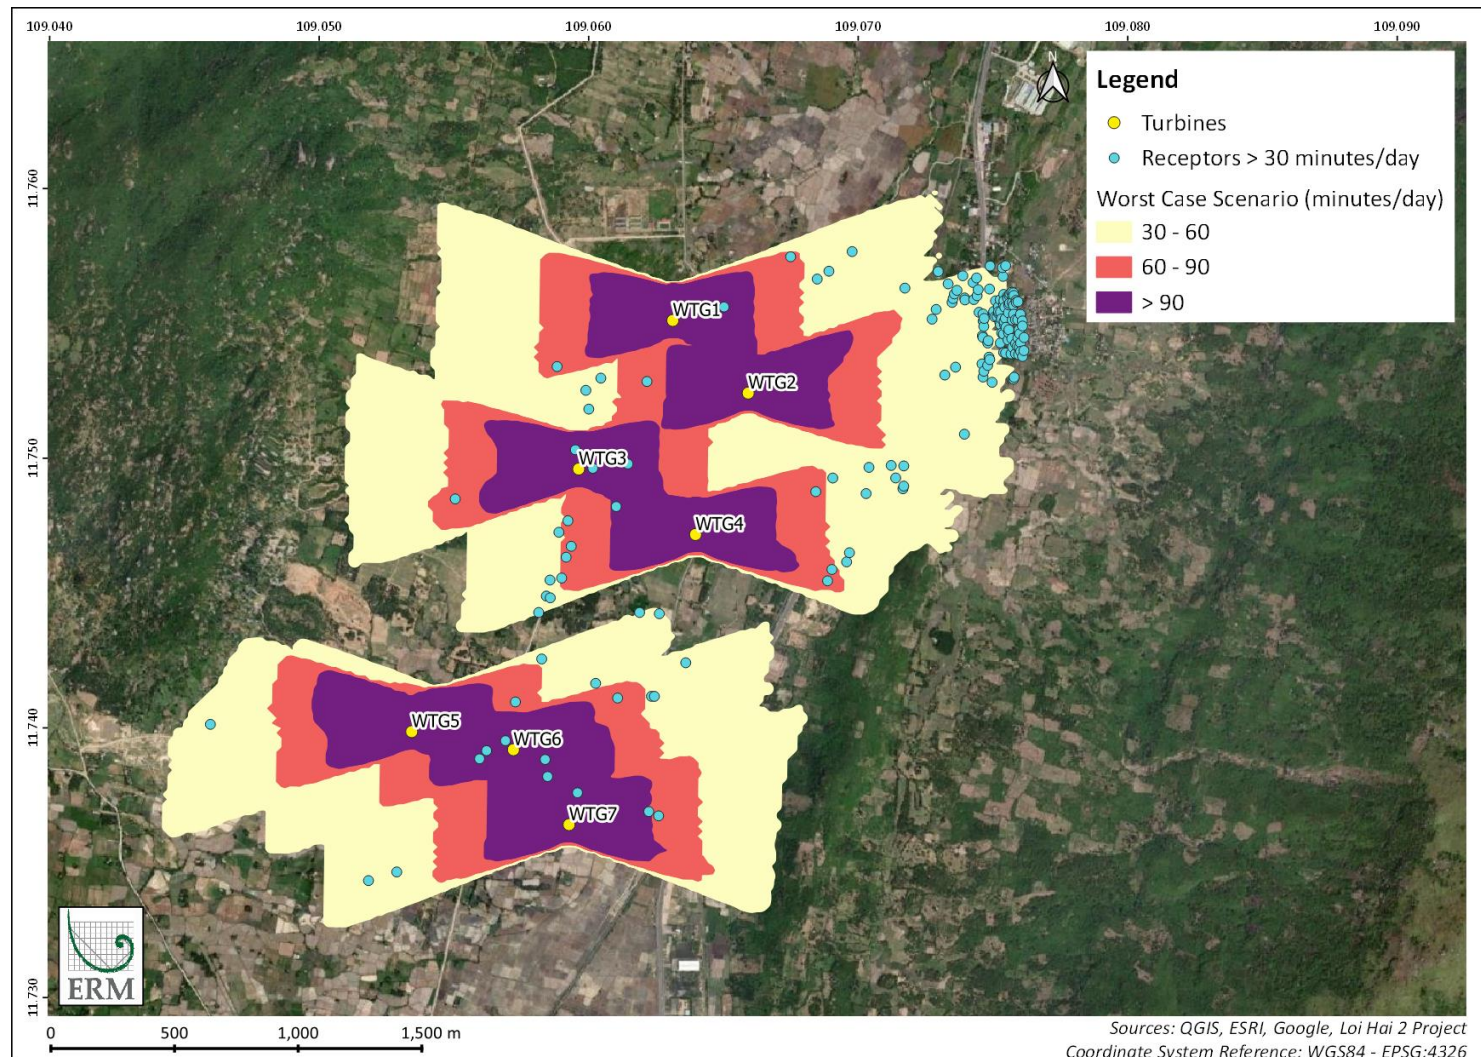 109.040 109.050 109.060 109.070 109.080 109.090
N
Legend
Turbines
Receptors > 30 minutes/day
Worst Case Scenario (minutes/day)
30 - 60
60 - 90
> 90
11.760
WTG1
WTG2
11.750
WTG3
WTG4
11.740
WTG5
WTG6
WTG7
11.730
ERM
0 500 1,000 1,500 m
Sources: QGIS, ESRI, Google, Loi Hai 2 Project
Coordinate System Reference: WGS84 - EPSG:4326